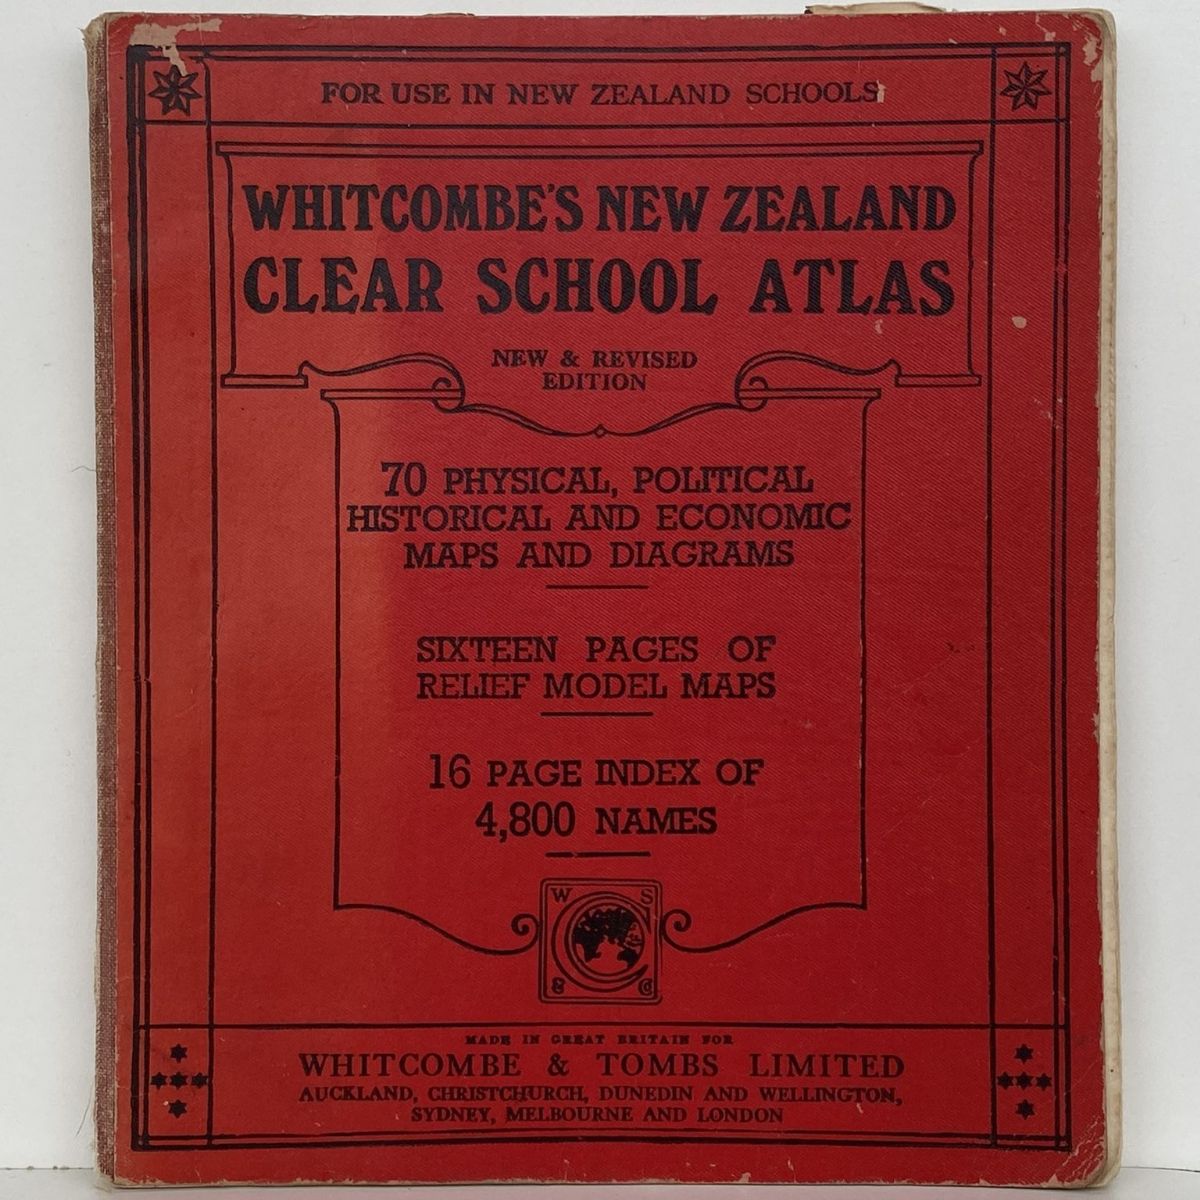 FOR USE IN NEW ZEALAND SCHOOLS
WHITCOMBE'S NEW ZEALAND
CLEAR SCHOOL ATLAS
NEW & REVISED
EDITION
70 PHYSICAL, POLITICAL
HISTORICAL AND ECONOMIC
MAPS AND DIAGRAMS
SIXTEEN PAGES OF
RELIEF MODEL MAPS
16 PAGE INDEX OF
4,800 NAMES
W S
& Co
MADE IN GREAT BRITAIN FOR
WHITCOMBE & TOMBS LIMITED
AUCKLAND, CHRISTCHURCH, DUNEDIN AND WELLINGTON,
SYDNEY, MELBOURNE AND LONDON